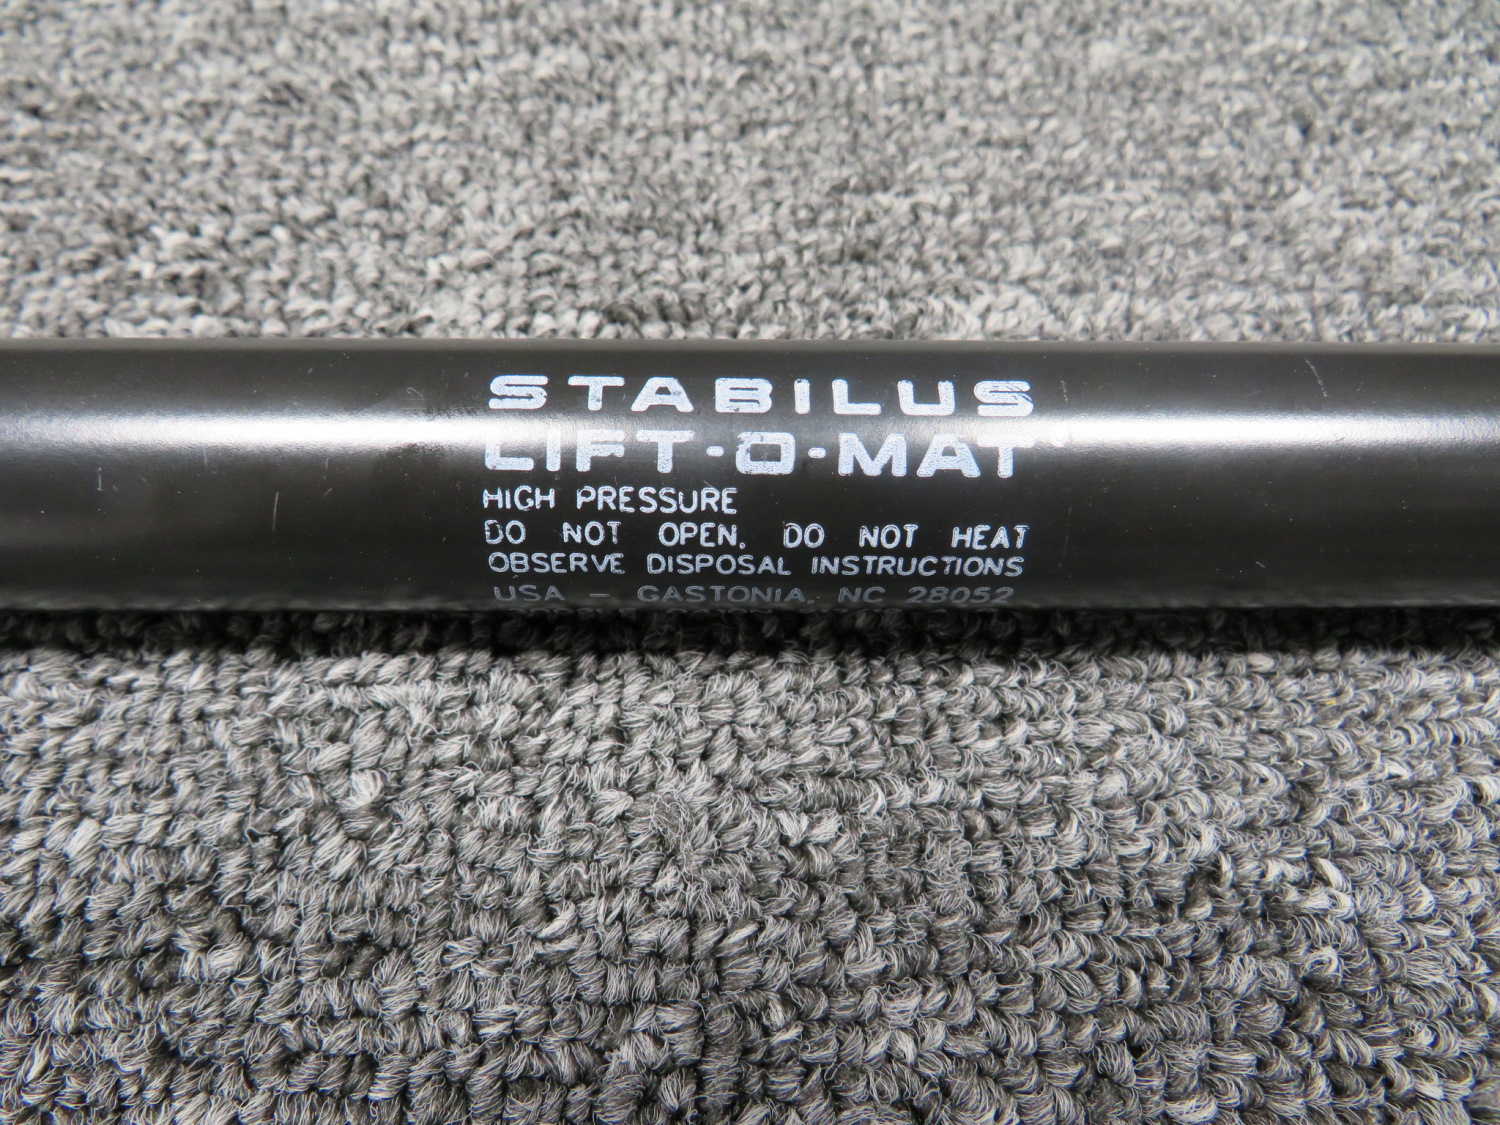 STABILUS
LIFT-O-MAT
HIGH PRESSURE
DO NOT OPEN. DO NOT HEAT
OBSERVE DISPOSAL INSTRUCTIONS
USA - GASTONIA, NC 28052